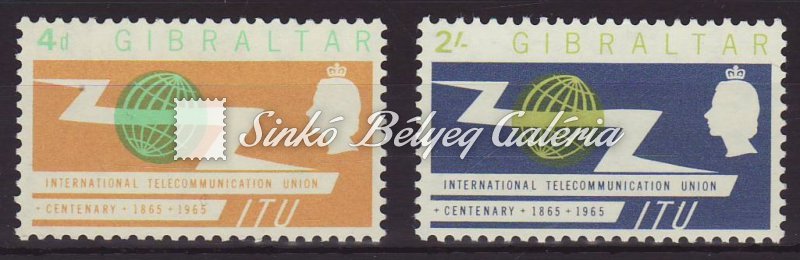 4d GIBRALTAR
INTERNATIONAL TELECOMMUNICATION UNION
+ CENTENARY + 1865 + 1965 ITU
2/- GIBRALTAR
INTERNATIONAL TELECOMMUNICATION UNION
+ CENTENARY + 1865 + 1965 ITU
Sinkó Bélyeg Galéria